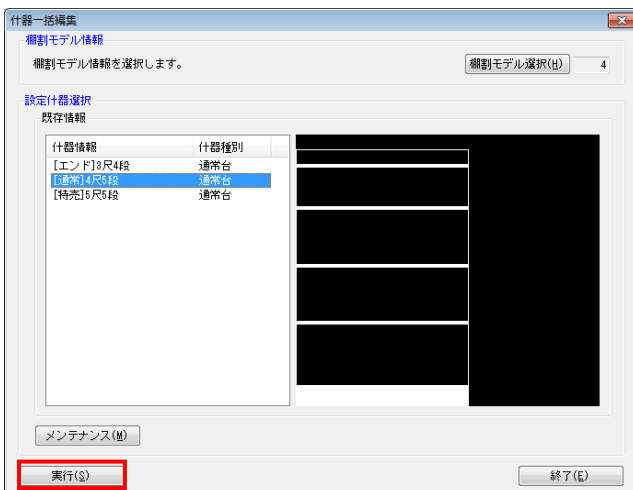 什器一括編集
棚割モデル情報
棚割モデル情報を選択します。
棚割モデル選択(H) 4
設定什器選択
既存情報
什器情報 什器種別
[エンド]3尺4段 通常台
[通常]4尺5段 通常台
[特売]5尺5段 通常台
メンテナンス(M)
実行(S) 終了(E)